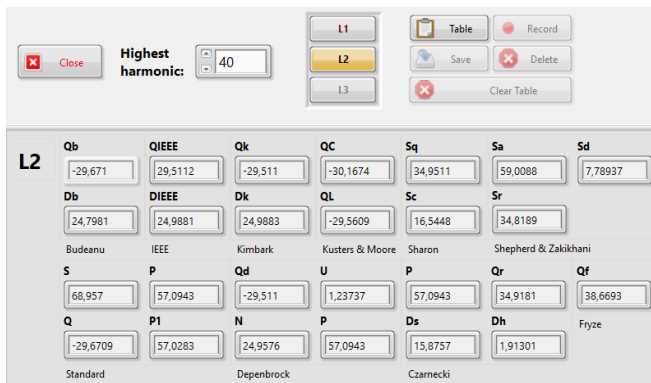 L1 Table Record
Close Highest harmonic: 40 L2 Save Delete
L3 Clear Table
L2
Qb QIEEE Qk QC Sq Sa Sd
-29,671 29,5112 -29,511 -30,1674 34,9511 59,0088 7,78937
Db DIEEE Dk QL Sc Sr
24,7981 24,9881 24,9883 -29,5609 16,5448 34,8189
Budeanu IEEE Kimbark Kusters & Moore Sharon Shepherd & Zakikhani
S P Qd U P Qr Qf
68,957 57,0943 -29,511 1,23737 57,0943 34,9181 38,6693
Q P1 N P Ds Dh Fryze
-29,6709 57,0283 24,9576 57,0943 15,8757 1,91301
Standard Depenbrock Czarnecki